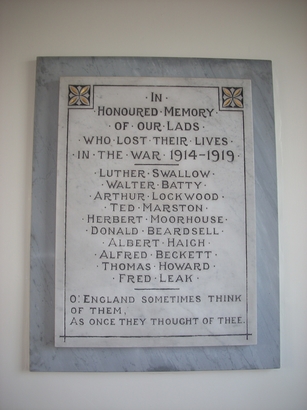 · IN ·
· HONOURED · MEMORY ·
OF · OUR · LADS ·
· WHO · LOST · THEIR · LIVES ·
· IN · THE · WAR · 1914-1919 ·
· LUTHER · SWALLOW ·
· WALTER · BATTY ·
· ARTHUR · LOCKWOOD ·
· TED · MARSTON ·
· HERBERT · MOORHOUSE ·
· DONALD · BEARDSELL ·
· ALBERT · HAIGH ·
· ALFRED · BECKETT ·
· THOMAS · HOWARD ·
· FRED · LEAK ·
O! ENGLAND SOMETIMES THINK
OF THEM,
AS ONCE THEY THOUGHT OF THEE.